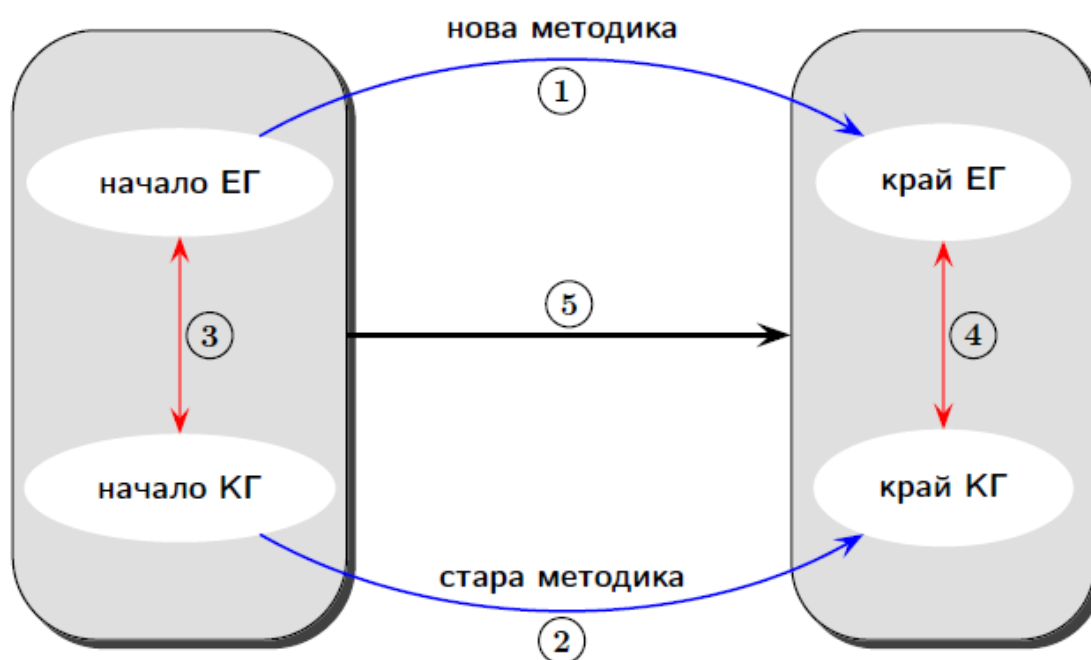 нова методика
1
начало ЕГ
край ЕГ
5
3
4
начало КГ
край КГ
стара методика
2